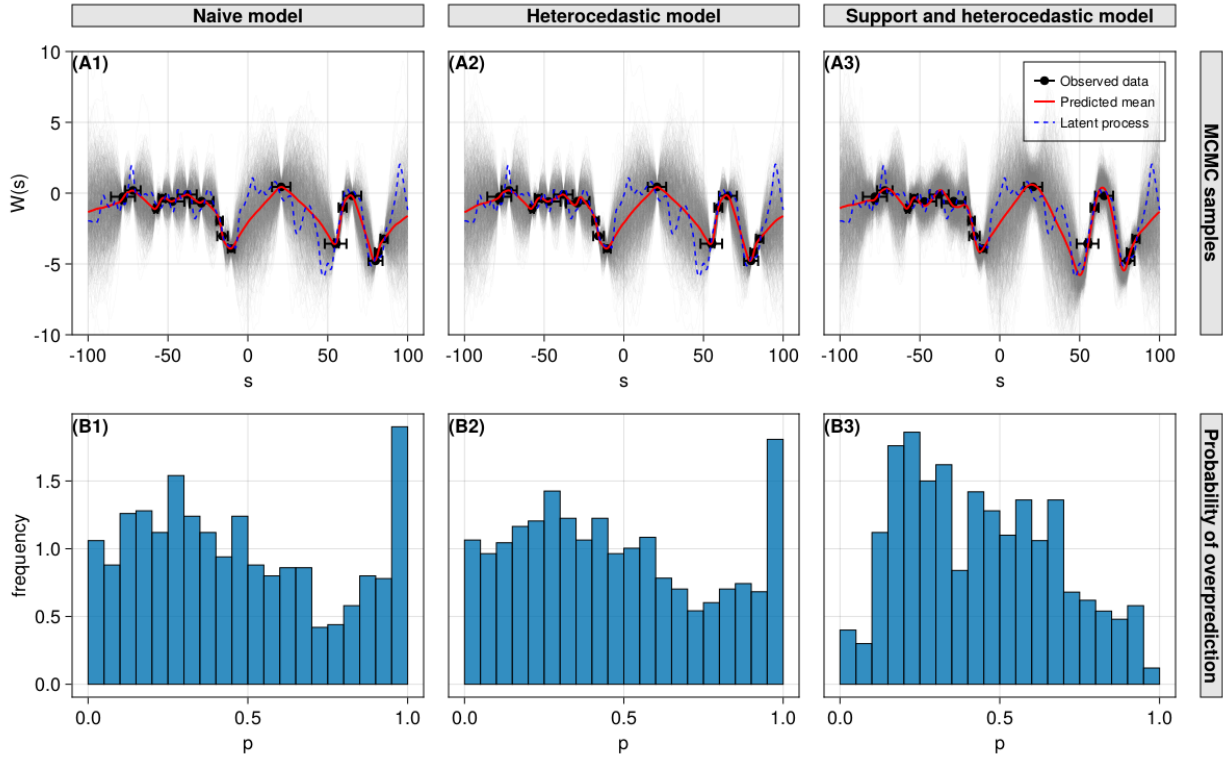 Naive model
Heterocedastic model
Support and heterocedastic model
(A1)
(A2)
(A3)
Observed data
Predicted mean
Latent process
MCMC samples
W(s)
10
5
0
-5
-10
-100 -50 0 50 100
-100 -50 0 50 100
-100 -50 0 50 100
s
s
s
(B1)
(B2)
(B3)
Probability of overprediction
frequency
1.5
1.0
0.5
0.0
0.0 0.5 1.0
0.0 0.5 1.0
0.0 0.5 1.0
p
p
p